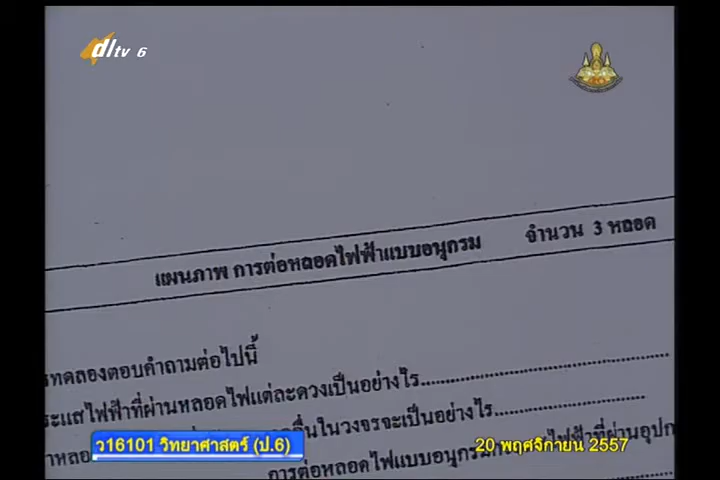 dltv 6
แผนภาพ การต่อหลอดไฟฟ้าแบบอนุกรม จำนวน 3 หลอด
ทดลองตอบคำถามต่อไปนี้
ระแสไฟฟ้าที่ผ่านหลอดไฟแต่ละดวงเป็นอย่างไร
อื่นในวงจรจะเป็นอย่างไร
การต่อหลอดไฟแบบอนุกรม
ว16101 วิทยาศาสตร์ (ป.6)
20 พฤศจิกายน 2557